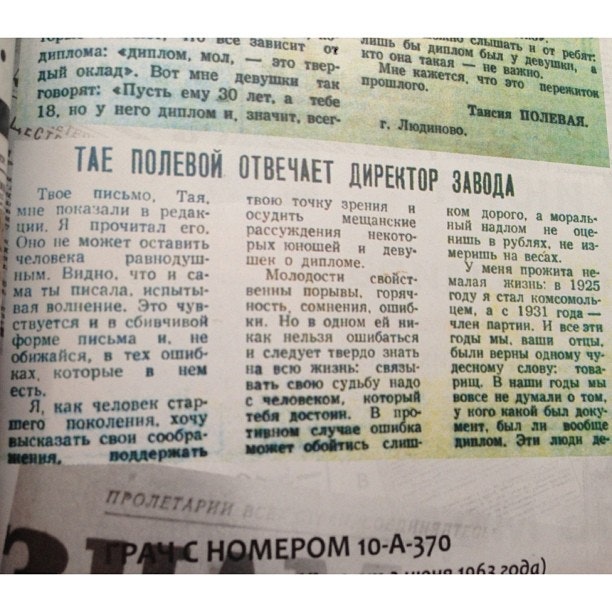 что все зависит от
диплома: «диплом, мол, — это твер-
дый оклад». Вот мне девушки так
говорят: «Пусть ему 30 лет, а тебе
18, но у него диплом и, значит, всег-
слышать и от ребят:
лишь бы диплом был у девушки, а
кто она такая — не важно.
Мне кажется, что это пережиток
прошлого.
Таисия ПОЛЕВАЯ.
г. Людиново.
ТАЕ ПОЛЕВОЙ ОТВЕЧАЕТ ДИРЕКТОР ЗАВОДА
Твое письмо, Тая,
мне показали в редак-
ции. Я прочитал его.
Оно не может оставить
человека равнодуш-
ным. Видно, что и са-
ма ты писала, испыты-
вая волнение. Это чув-
ствуется и в сбивчивой
форме письма и, не
обижайся, в тех ошиб-
ках, которые в нем
есть.
Я, как человек стар-
шего поколения, хочу
высказать свои сообра-
жения, поддержать
твою точку зрения и
осудить мещанские
рассуждения некото-
рых юношей и деву-
шек о дипломе.
Молодости свойст-
венны порывы, горяч-
ность, сомнения, ошиб-
ки. Но в одном ей ни-
как нельзя ошибаться
и следует твердо знать
на всю жизнь: связы-
вать свою судьбу надо
с человеком, который
тебя достоин. В про-
тивном случае ошибка
может обойтись слиш-
ком дорого, а мораль-
ный надлом не оце-
нишь в рублях, не из-
меришь на весах.
У меня прожита не-
малая жизнь: в 1925
году я стал комсомоль-
цем, а с 1931 года —
член партии. И все эти
годы мы, ваши отцы,
были верны одному чу-
десному слову: това-
рищ. В наши годы мы
вовсе не думали о том,
у кого какой был доку-
мент, был ли вообще
диплом. Эти люди де-
ПРОЛЕТАРИИ
ГРАЧ С НОМЕРОМ 10-А-370
июня 1963 года)